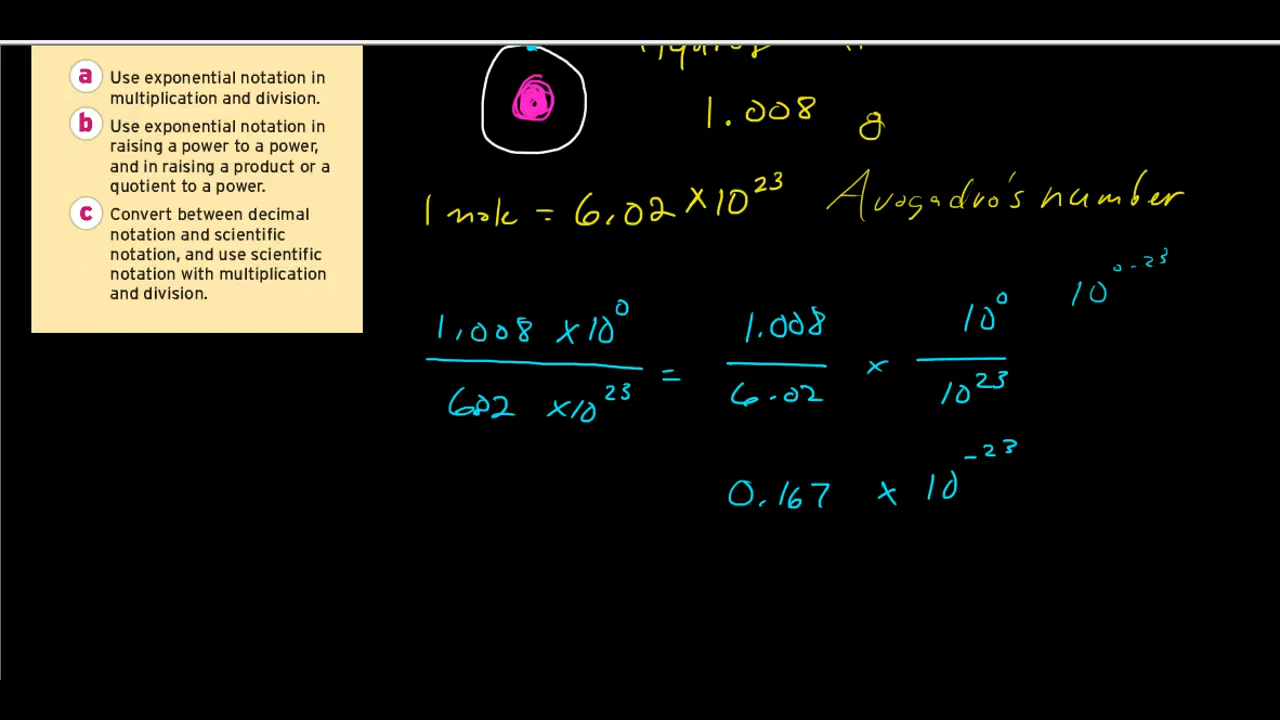 a Use exponential notation in
multiplication and division.
b Use exponential notation in
raising a power to a power,
and in raising a product or a
quotient to a power.
c Convert between decimal
notation and scientific
notation, and use scientific
notation with multiplication
and division.
1.008 g
1 mole = 6.02 × 10^23 Avogadro's number
10^0-23
1.008 × 10^0 1.008 10^0
= ×
602 × 10^23 6.02 10^23
0.167 × 10^-23